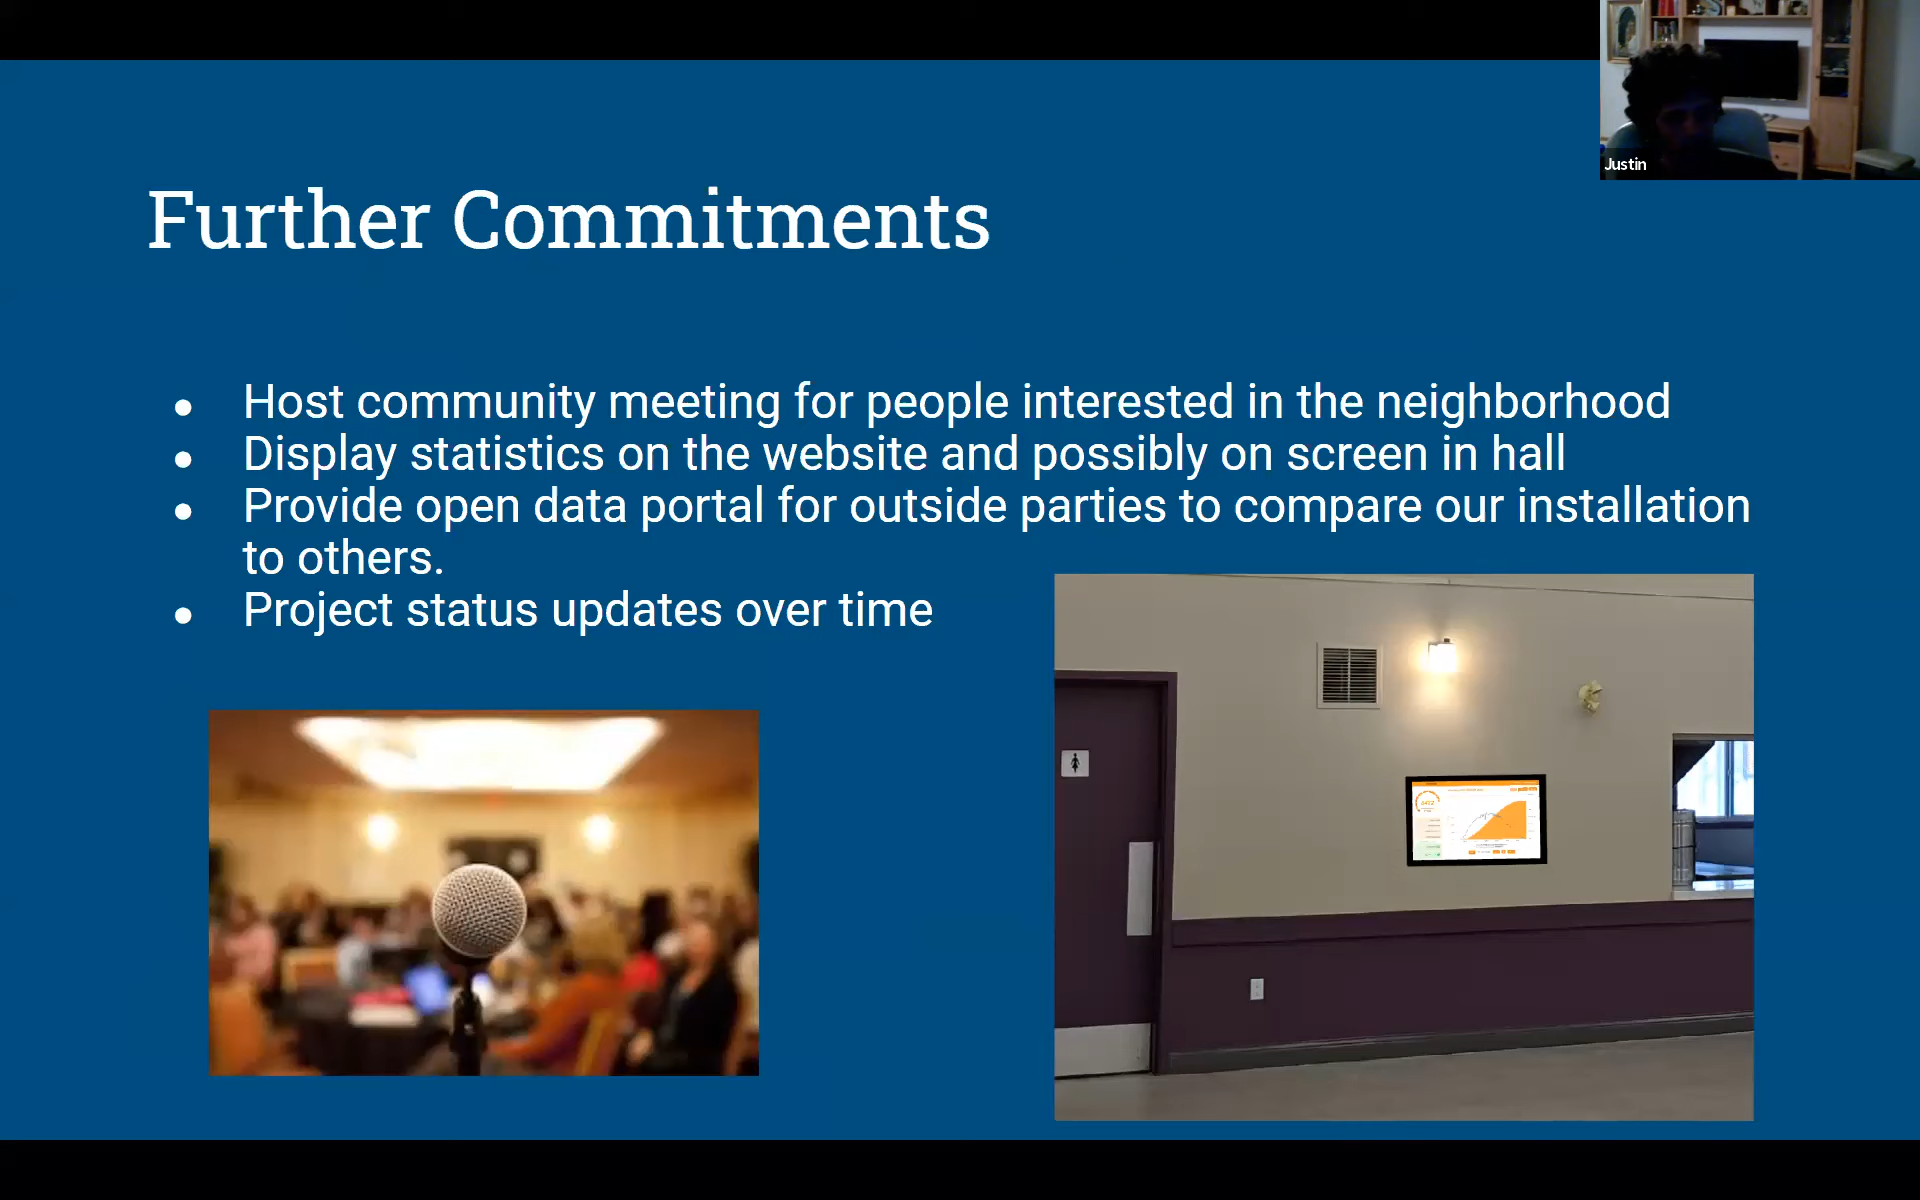 Justin
Further Commitments
● Host community meeting for people interested in the neighborhood
● Display statistics on the website and possibly on screen in hall
● Provide open data portal for outside parties to compare our installation
to others.
● Project status updates over time